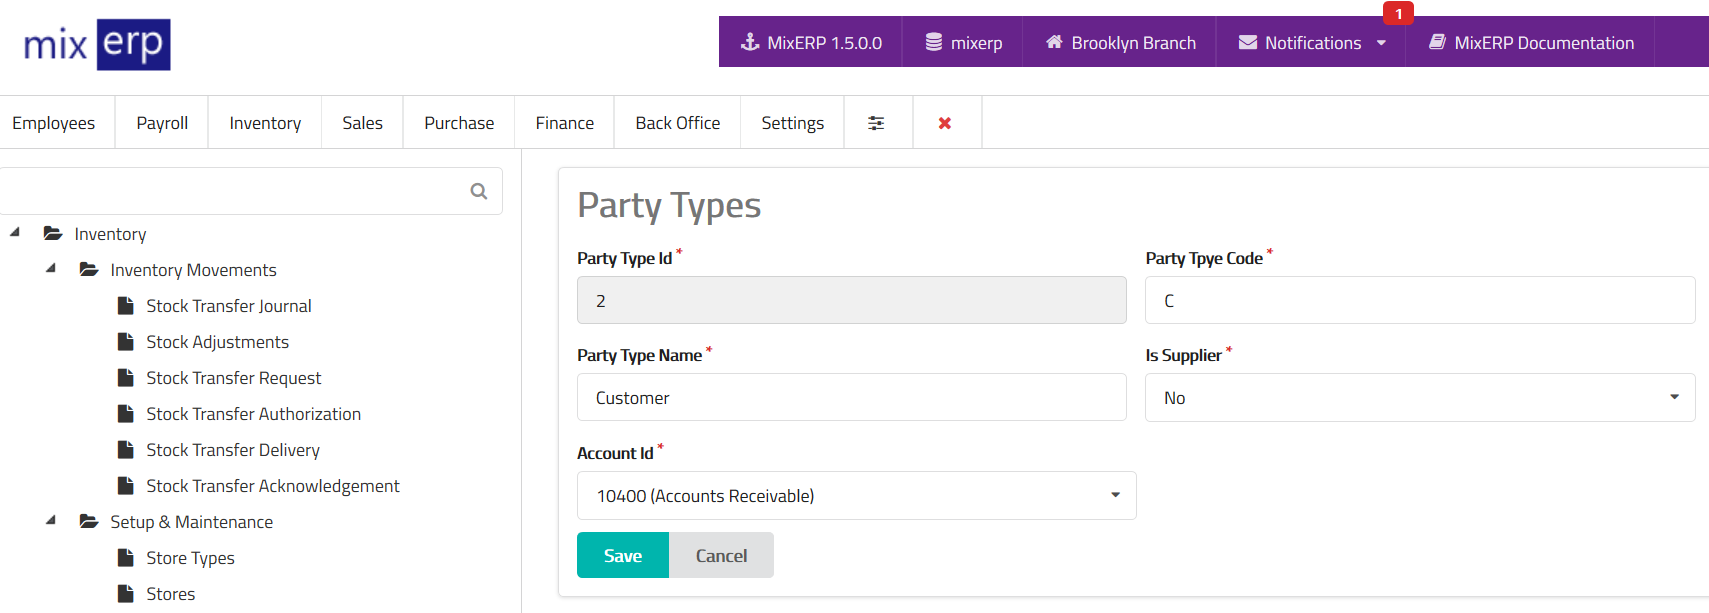 mix erp
1
MixERP 1.5.0.0 mixerp Brooklyn Branch Notifications MixERP Documentation
Employees Payroll Inventory Sales Purchase Finance Back Office Settings
Inventory
Inventory Movements
Stock Transfer Journal
Stock Adjustments
Stock Transfer Request
Stock Transfer Authorization
Stock Transfer Delivery
Stock Transfer Acknowledgement
Setup & Maintenance
Store Types
Stores
Party Types
Party Type Id * Party Tpye Code *
2 C
Party Type Name * Is Supplier *
Customer No
Account Id *
10400 (Accounts Receivable)
Save Cancel